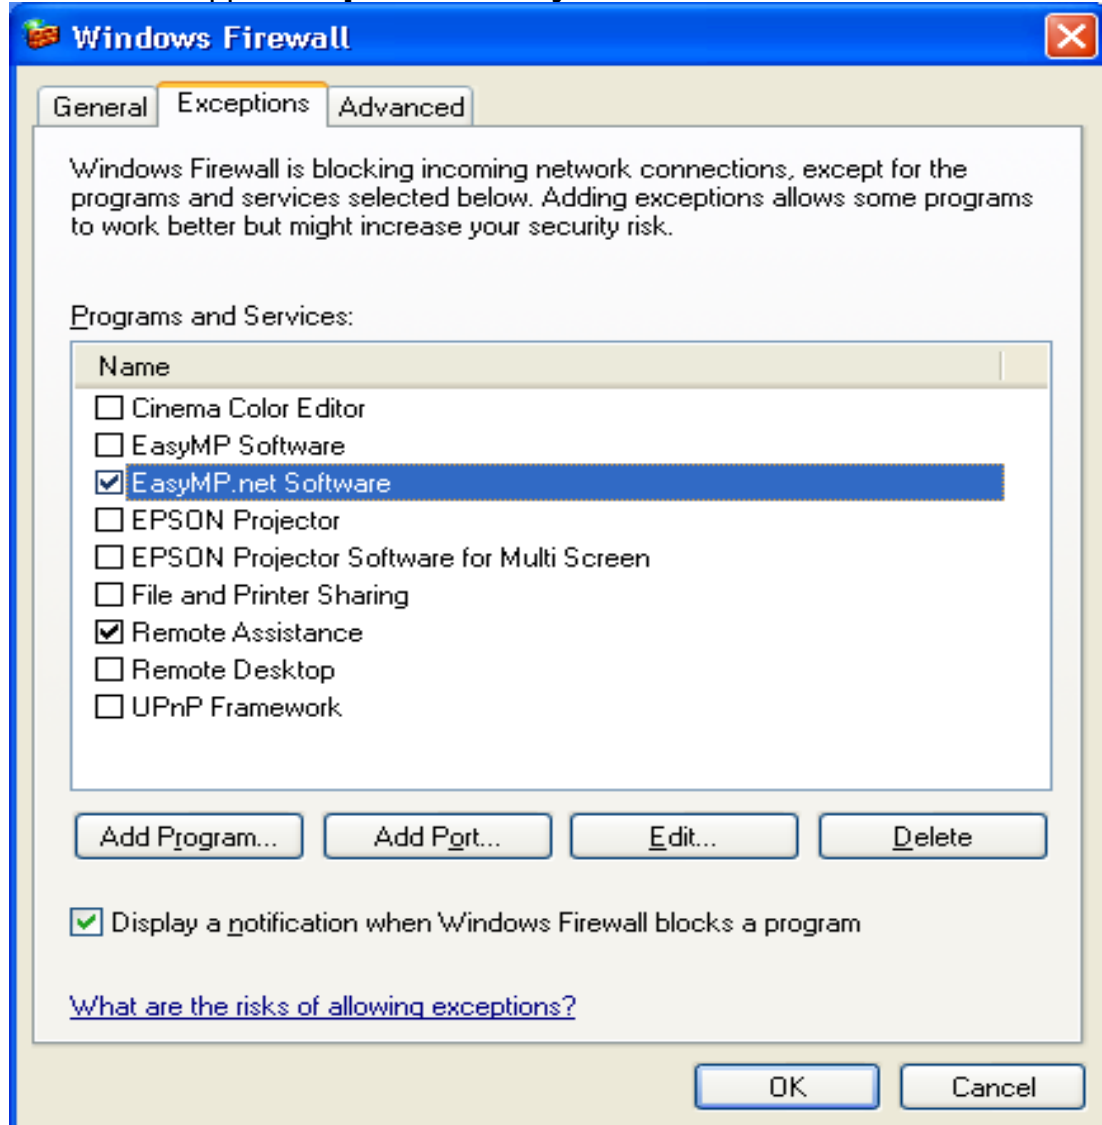 Windows Firewall
General Exceptions Advanced
Windows Firewall is blocking incoming network connections, except for the
programs and services selected below. Adding exceptions allows some programs
to work better but might increase your security risk.
Programs and Services:
Name
Cinema Color Editor
EasyMP Software
EasyMP.net Software
EPSON Projector
EPSON Projector Software for Multi Screen
File and Printer Sharing
Remote Assistance
Remote Desktop
UPnP Framework
Add Program... Add Port... Edit... Delete
Display a notification when Windows Firewall blocks a program
What are the risks of allowing exceptions?
OK Cancel